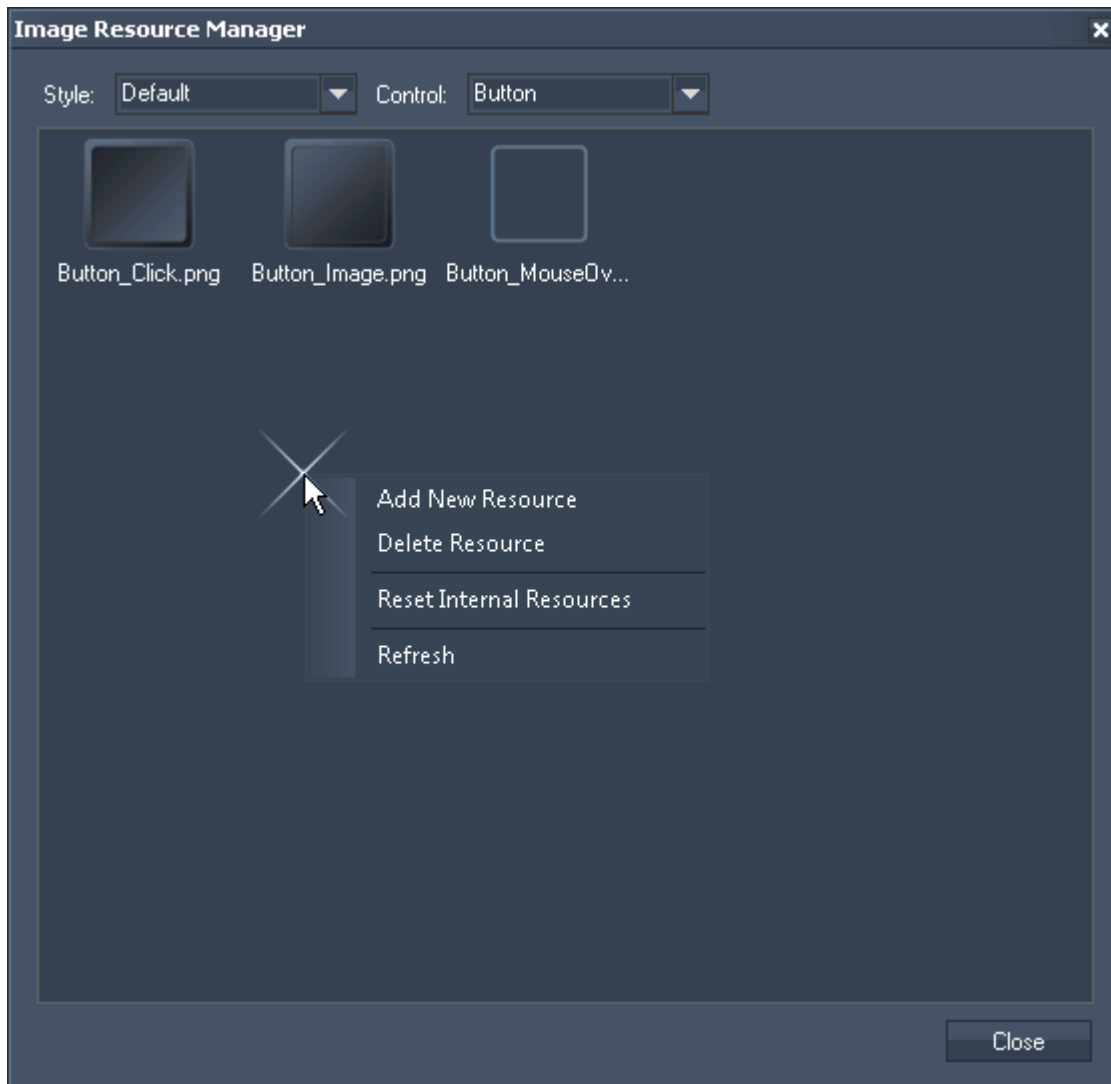 Image Resource Manager
Style: Default Control: Button
Button_Click.png Button_Image.png Button_MouseOv...
Add New Resource
Delete Resource
Reset Internal Resources
Refresh
Close